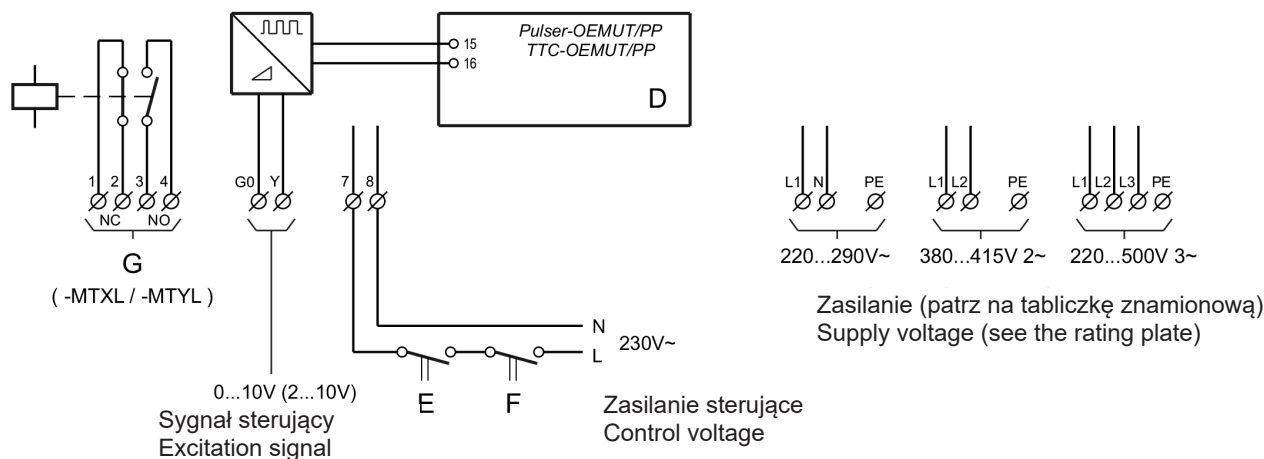 Pulser-OEMUT/PP
TTC-OEMUT/PP
15
16
D
1 2 3 4
NC NO
G
( -MTXL / -MTYL )
G0 Y
7 8
L1 N PE
L1 L2 PE
L1 L2 L3 PE
220...290V~
380...415V 2~
220...500V 3~
Zasilanie (patrz na tabliczkę znamionową)
Supply voltage (see the rating plate)
N
L
230V~
E F
0...10V (2...10V)
Sygnał sterujący
Excitation signal
Zasilanie sterujące
Control voltage